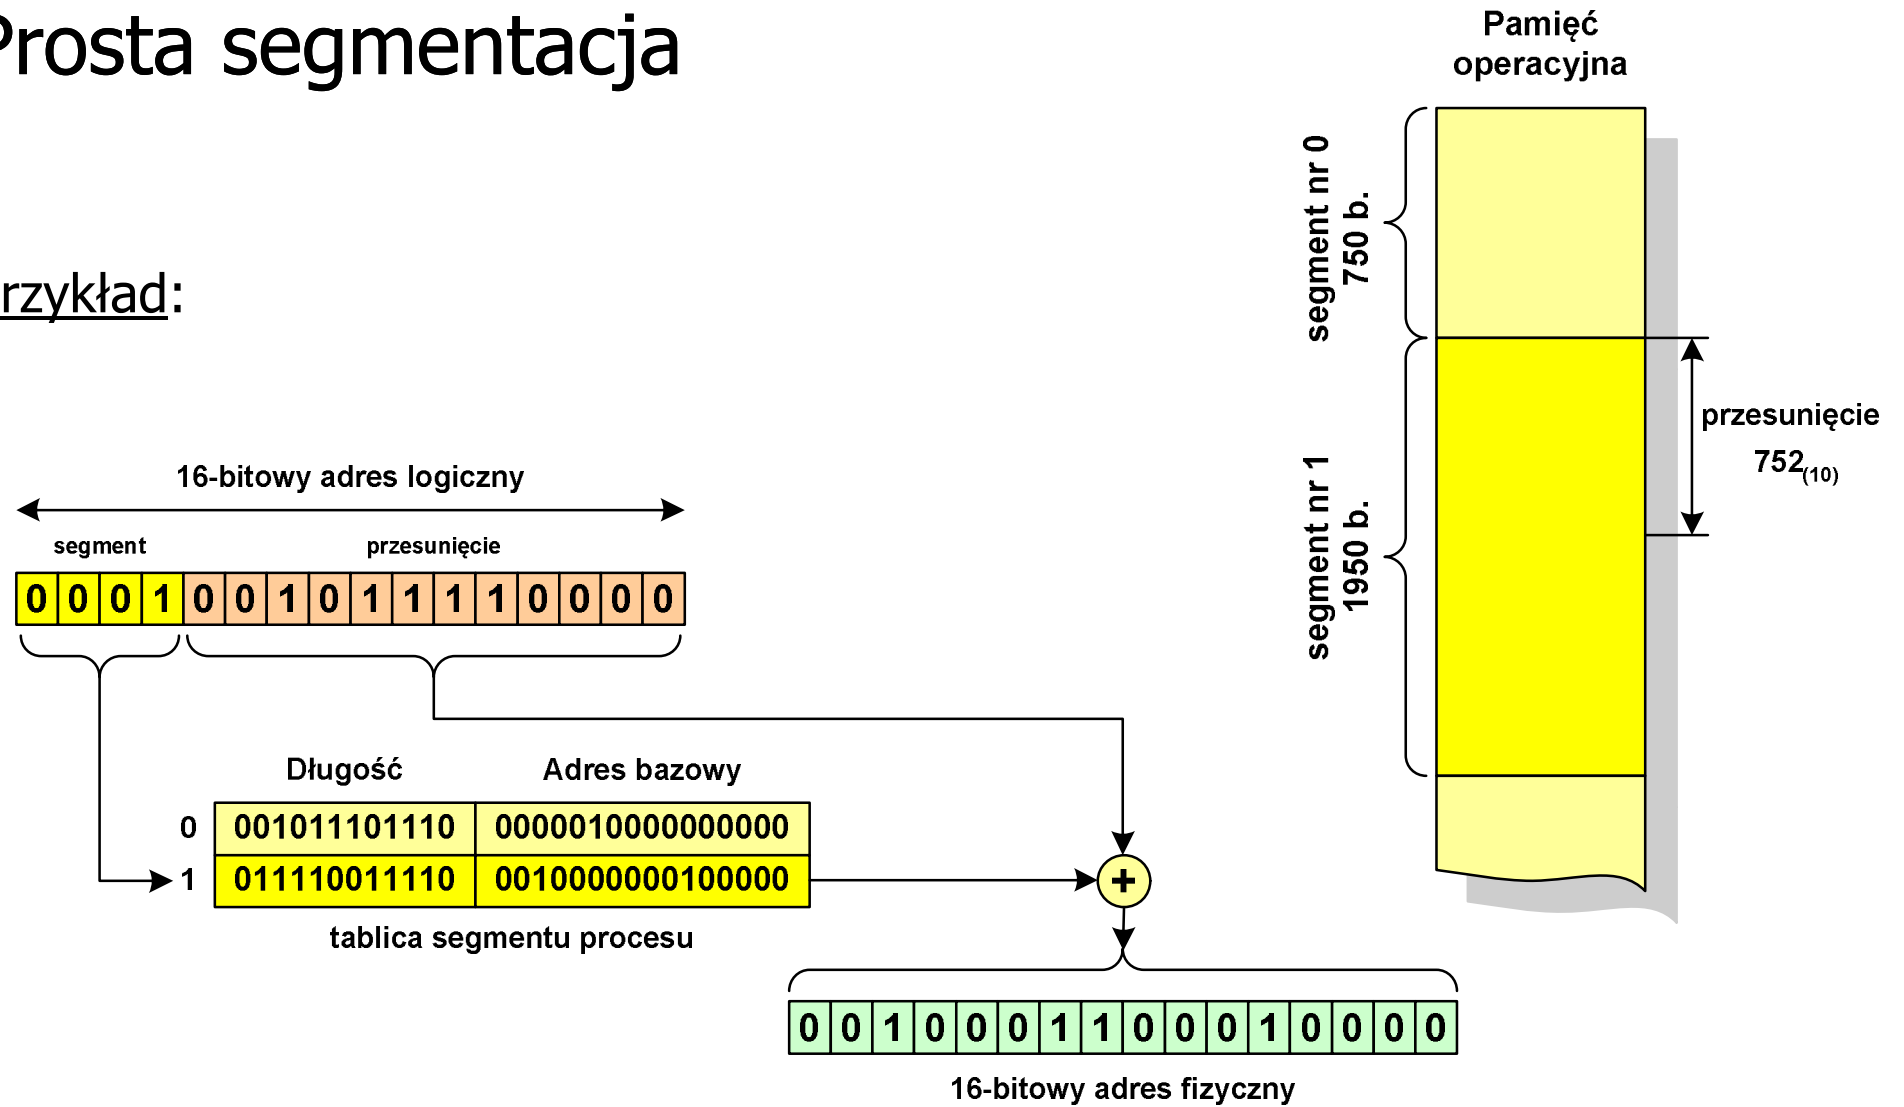 Prosta segmentacja
rzykład:
Pamięć
operacyjna
segment nr 0
750 b.
segment nr 1
1950 b.
przesunięcie
752(10)
16-bitowy adres logiczny
segment przesunięcie
0 0 0 1 0 0 1 0 1 1 1 1 0 0 0 0
Długość Adres bazowy
0 001011101110 0000010000000000
1 011110011110 0010000000100000
+
tablica segmentu procesu
0 0 1 0 0 0 1 1 0 0 0 1 0 0 0 0
16-bitowy adres fizyczny